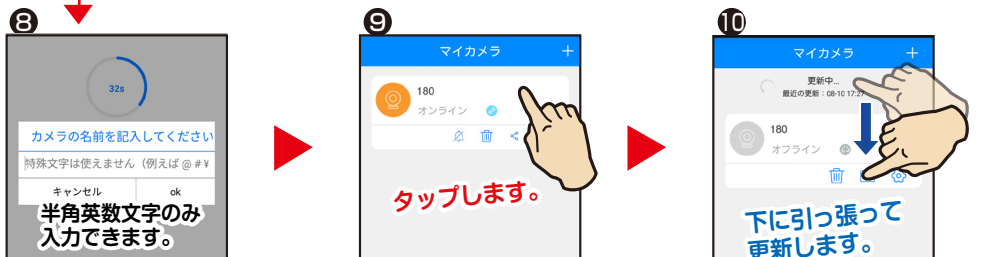 ⑧
32s
カメラの名前を記入してください
特殊文字は使えません（例えば@#¥
キャンセル
ok
半角英数文字のみ
入力できます。
⑨
マイカメラ
+
180
オンライン
タップします。
⑩
マイカメラ
+
更新中...
最近の更新：08-10 17:27
180
オフライン
下に引っ張って
更新します。